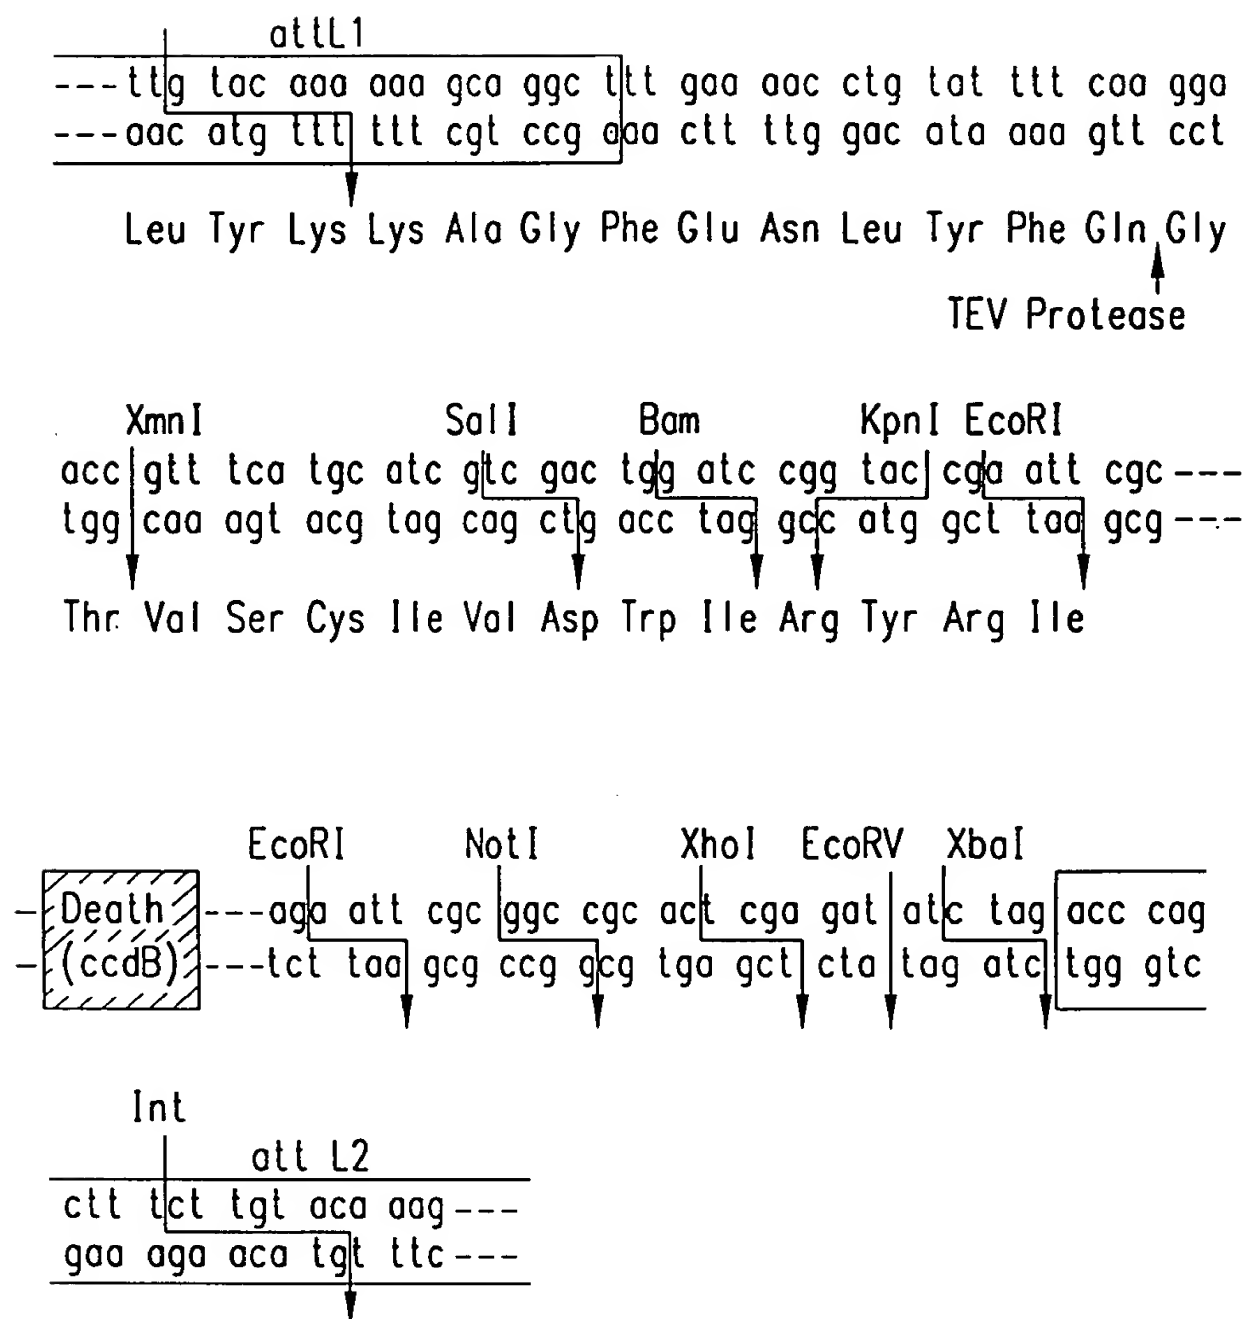 attL1
---ttg tac aaa aaa gca ggc ttt gaa aac ctg tat ttt caa gga
---aac atg ttt ttt cgt ccg aaa ctt ttg gac ata aaa gtt cct
Leu Tyr Lys Lys Ala Gly Phe Glu Asn Leu Tyr Phe Gln Gly
TEV Protease
XmnI SalI Bam KpnI EcoRI
acc gtt tca tgc atc gtc gac tgg atc cgg tac cga att cgc---
tgg caa agt acg tag cag ctg acc tag gcc atg gct taa gcg---
Thr Val Ser Cys Ile Val Asp Trp Ile Arg Tyr Arg Ile
EcoRI NotI XhoI EcoRV XbaI
-Death---aga att cgc ggc cgc act cga gat atc tag acc cag
-(ccdB)---tct taa gcg ccg gcg tga gct cta tag atc tgg gtc
Int
att L2
ctt tct tgt aca aag---
gaa aga aca tgt ttc---